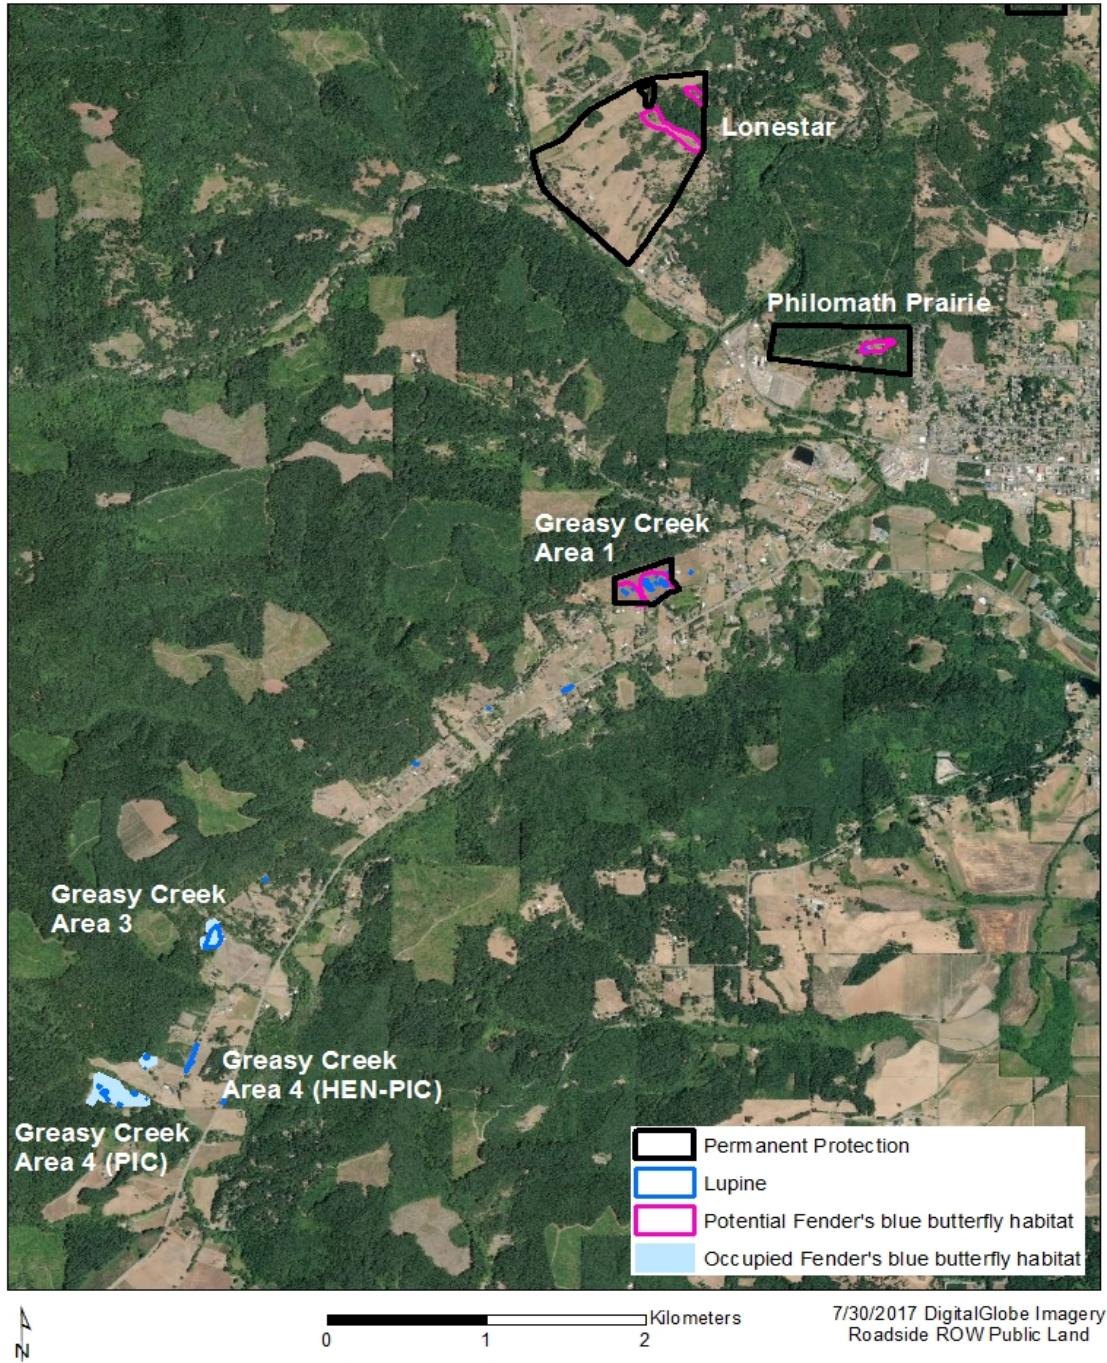 Lonestar
Philomath Prairie
Greasy Creek
Area 1
Greasy Creek
Area 3
Greasy Creek
Area 4 (HEN-PIC)
Greasy Creek
Area 4 (PIC)
Permanent Protection
Lupine
Potential Fender's blue butterfly habitat
Occupied Fender's blue butterfly habitat
N
0 1 2 Kilometers
7/30/2017 DigitalGlobe Imagery
Roadside ROW Public Land